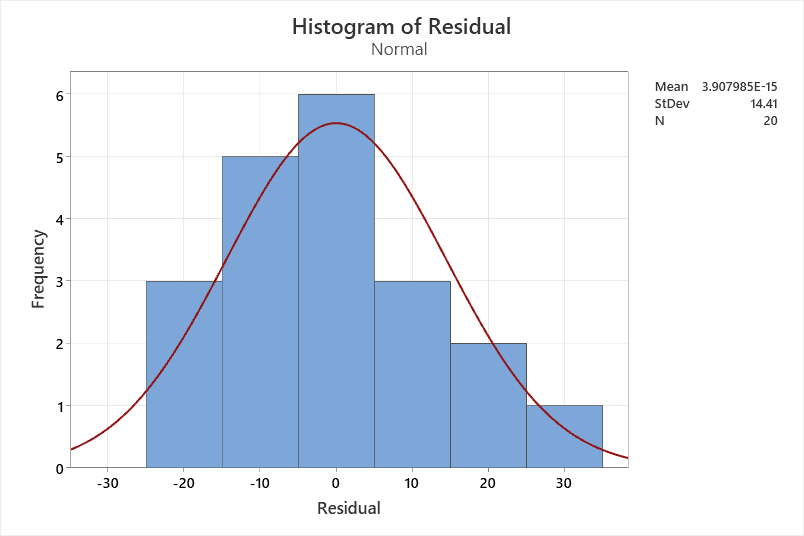 Histogram of Residual
Normal
Mean 3.907985E-15
StDev 14.41
N 20
6
5
4
3
2
1
0
Frequency
-30 -20 -10 0 10 20 30
Residual